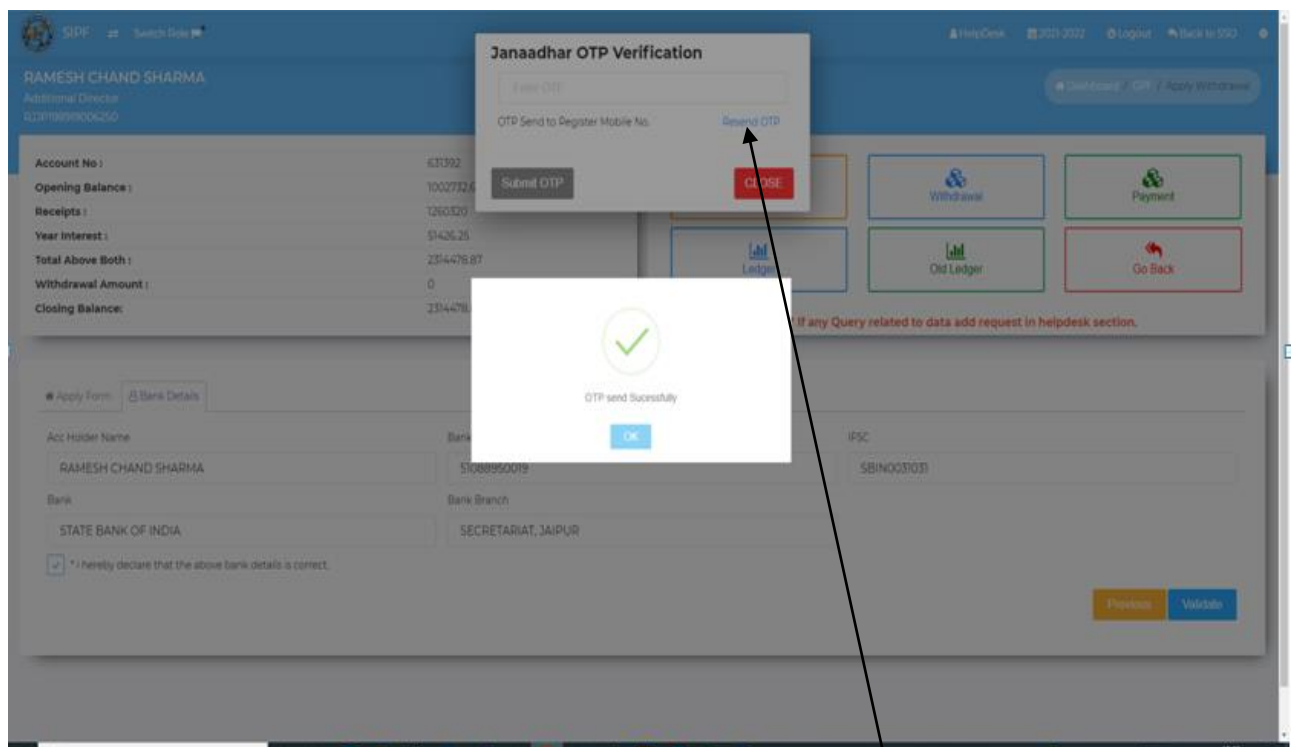 SIPF Switch Role
HelpDesk 2021-2022 Logout Back to SSO
RAMESH CHAND SHARMA
Additional Director
Dashboard / GPF / Apply Withdrawal
Janaadhar OTP Verification
Enter OTP
OTP Send to Register Mobile No. Resend OTP
Submit OTP CLOSE
Account No : 631392
Opening Balance : 1002732.6
Receipts : 1260320
Year Interest : 51426.26
Total Above Both : 2314478.87
Withdrawal Amount : 0
Closing Balance: 2314478.
Withdrawal
Payment
Ledger
Old Ledger
Go Back
! If any Query related to data add request in helpdesk section.
OTP send Sucessfully
OK
Apply Form Bank Details
Acc Holder Name Bank IFSC
RAMESH CHAND SHARMA 51088950019 SBIN0031031
Bank Bank Branch
STATE BANK OF INDIA SECRETARIAT, JAIPUR
* I hereby declare that the above bank details is correct.
Previous Validate